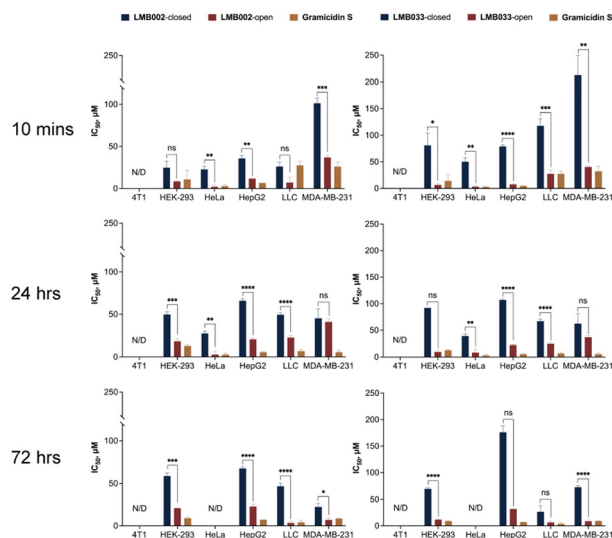 LMB002-closed LMB002-open Gramicidin S LMB033-closed LMB033-open Gramicidin S
10 mins
IC50, μM
250
100
50
0
N/D
ns
**
**
ns
***
4T1 HEK-293 HeLa HepG2 LLC MDA-MB-231
IC50, μM
250
200
150
100
50
0
N/D
*
**
****
***
**
4T1 HEK-293 HeLa HepG2 LLC MDA-MB-231
24 hrs
IC50, μM
250
100
50
0
N/D
***
**
****
****
ns
4T1 HEK-293 HeLa HepG2 LLC MDA-MB-231
IC50, μM
250
200
150
100
50
0
N/D
ns
**
****
****
ns
4T1 HEK-293 HeLa HepG2 LLC MDA-MB-231
72 hrs
IC50, μM
250
100
50
0
N/D
***
N/D
****
****
*
4T1 HEK-293 HeLa HepG2 LLC MDA-MB-231
IC50, μM
250
200
150
100
50
0
N/D
****
N/D
ns
ns
****
4T1 HEK-293 HeLa HepG2 LLC MDA-MB-231